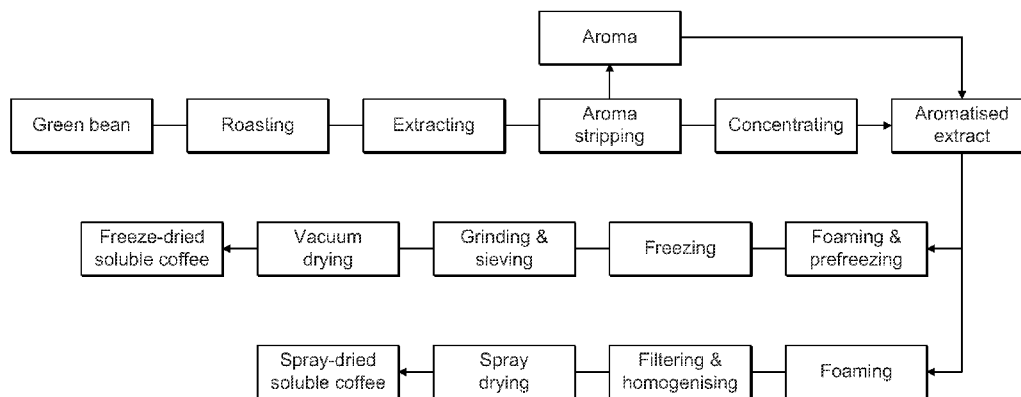 Aroma
Green bean
Roasting
Extracting
Aroma
stripping
Concentrating
Aromatised
extract
Freeze-dried
soluble coffee
Vacuum
drying
Grinding &
sieving
Freezing
Foaming &
prefreezing
Spray-dried
soluble coffee
Spray
drying
Filtering &
homogenising
Foaming